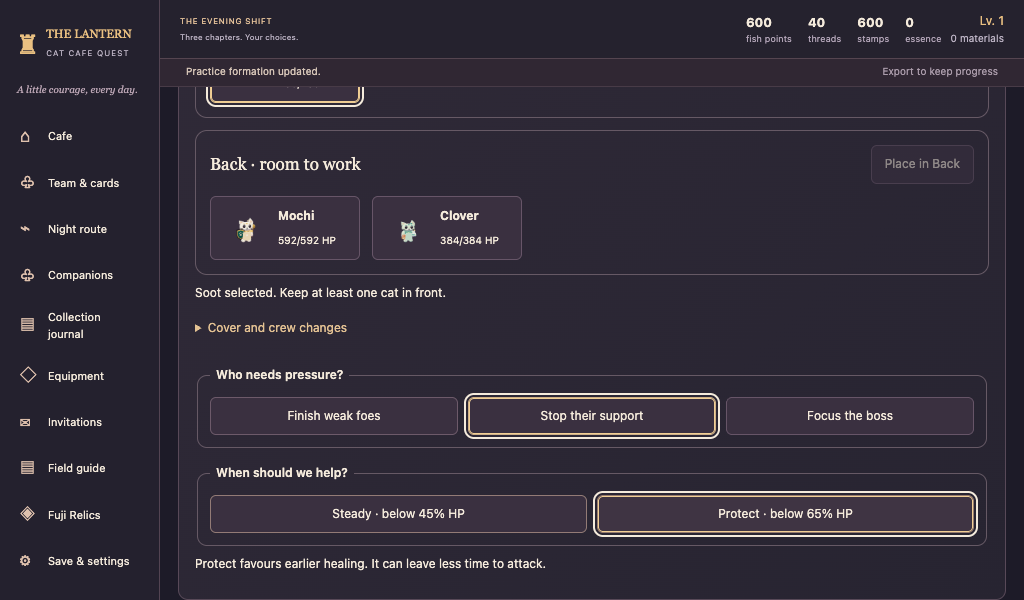 THE LANTERN
CAT CAFE QUEST
A little courage, every day.
Cafe
Team & cards
Night route
Companions
Collection
journal
Equipment
Invitations
Field guide
Fuji Relics
Save & settings
THE EVENING SHIFT
Three chapters. Your choices.
600
fish points
40
threads
600
stamps
0
essence
Lv. 1
0 materials
Practice formation updated.
Export to keep progress
Back · room to work
Place in Back
Mochi
592/592 HP
Clover
384/384 HP
Soot selected. Keep at least one cat in front.
Cover and crew changes
Who needs pressure?
Finish weak foes
Stop their support
Focus the boss
When should we help?
Steady · below 45% HP
Protect · below 65% HP
Protect favours earlier healing. It can leave less time to attack.